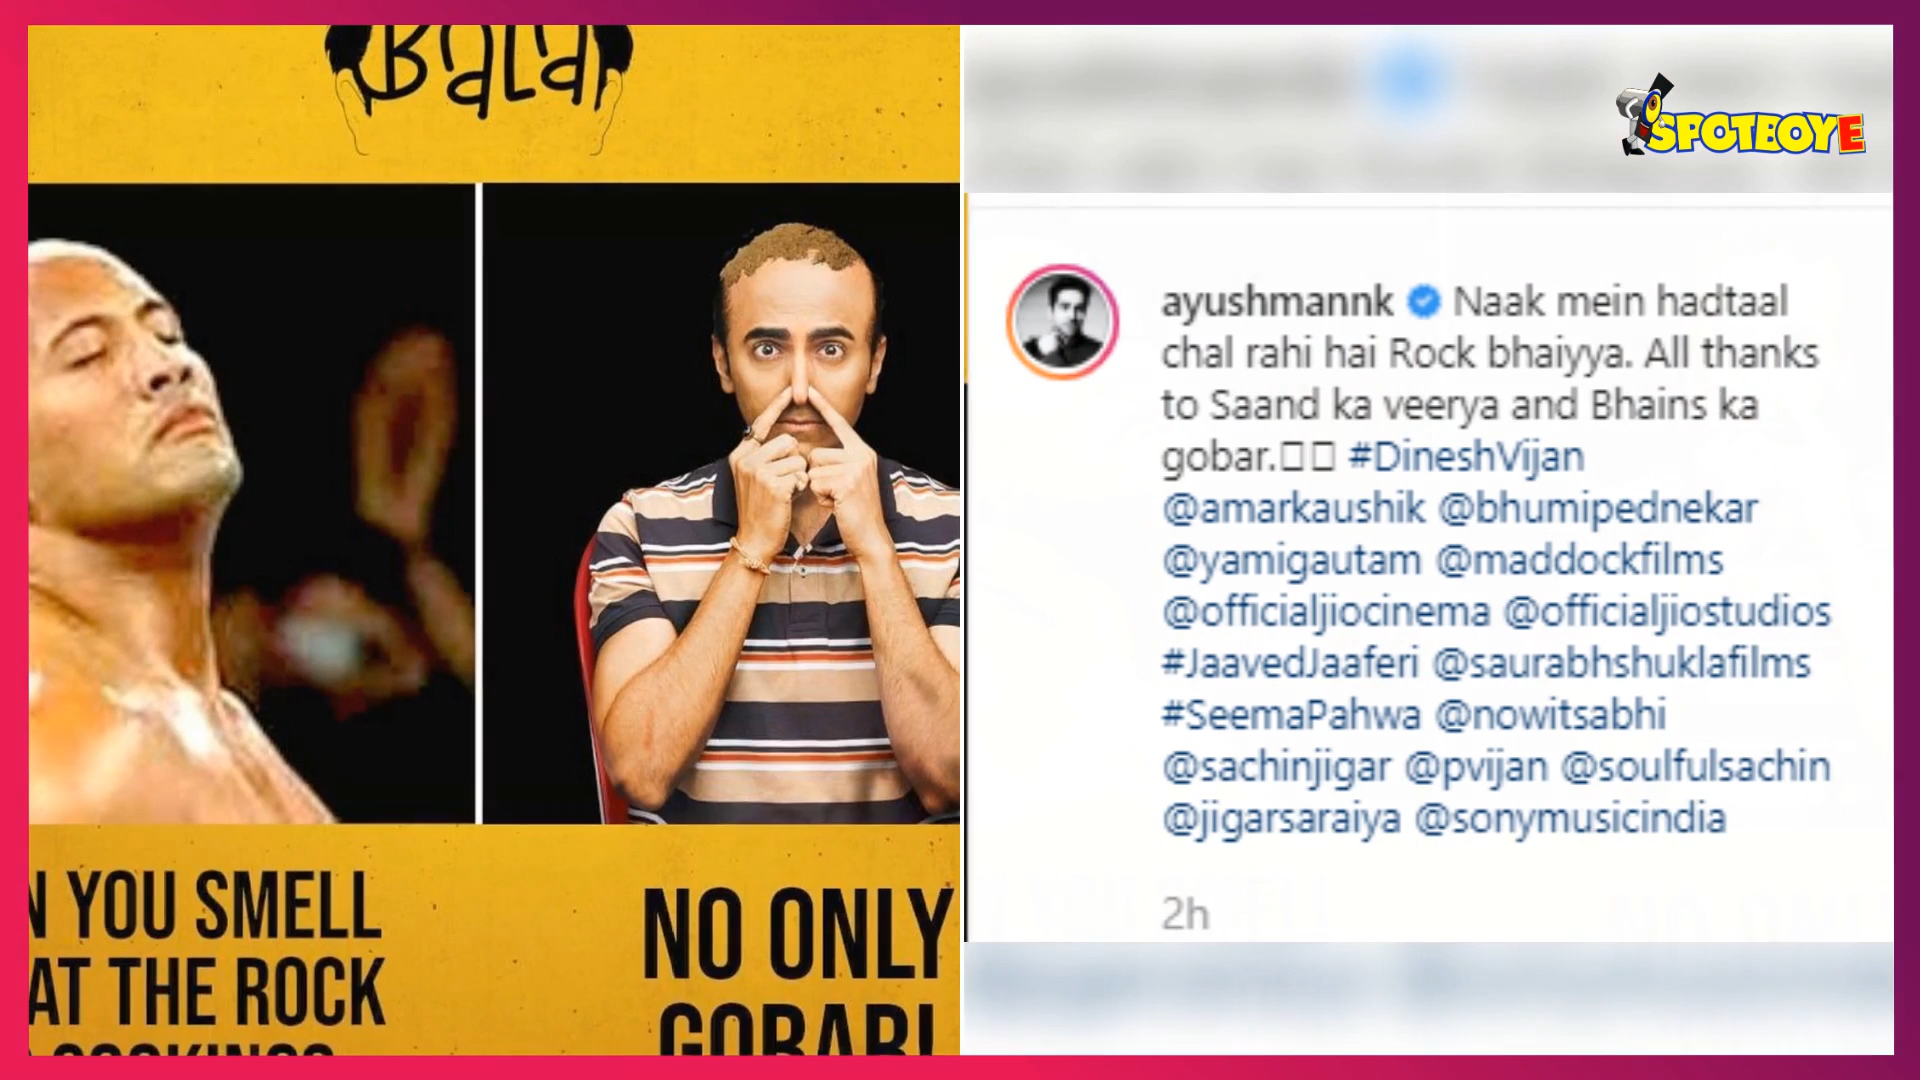 Bala
N YOU SMELL
AT THE ROCK
NO ONLY
GOBAR!
SPOTBOYE
ayushmannk Naak mein hadtaal
chal rahi hai Rock bhaiyya. All thanks
to Saand ka veerya and Bhains ka
gobar.□□ #DineshVijan
@amarkaushik @bhumipednekar
@yamigautam @maddockfilms
@officialjiocinema @officialjiostudios
#JaavedJaaferi @saurabhshuklafilms
#SeemaPahwa @nowitsabhi
@sachinjigar @pvijan @soulfulsachin
@jigarsaraiya @sonymusicindia
2h